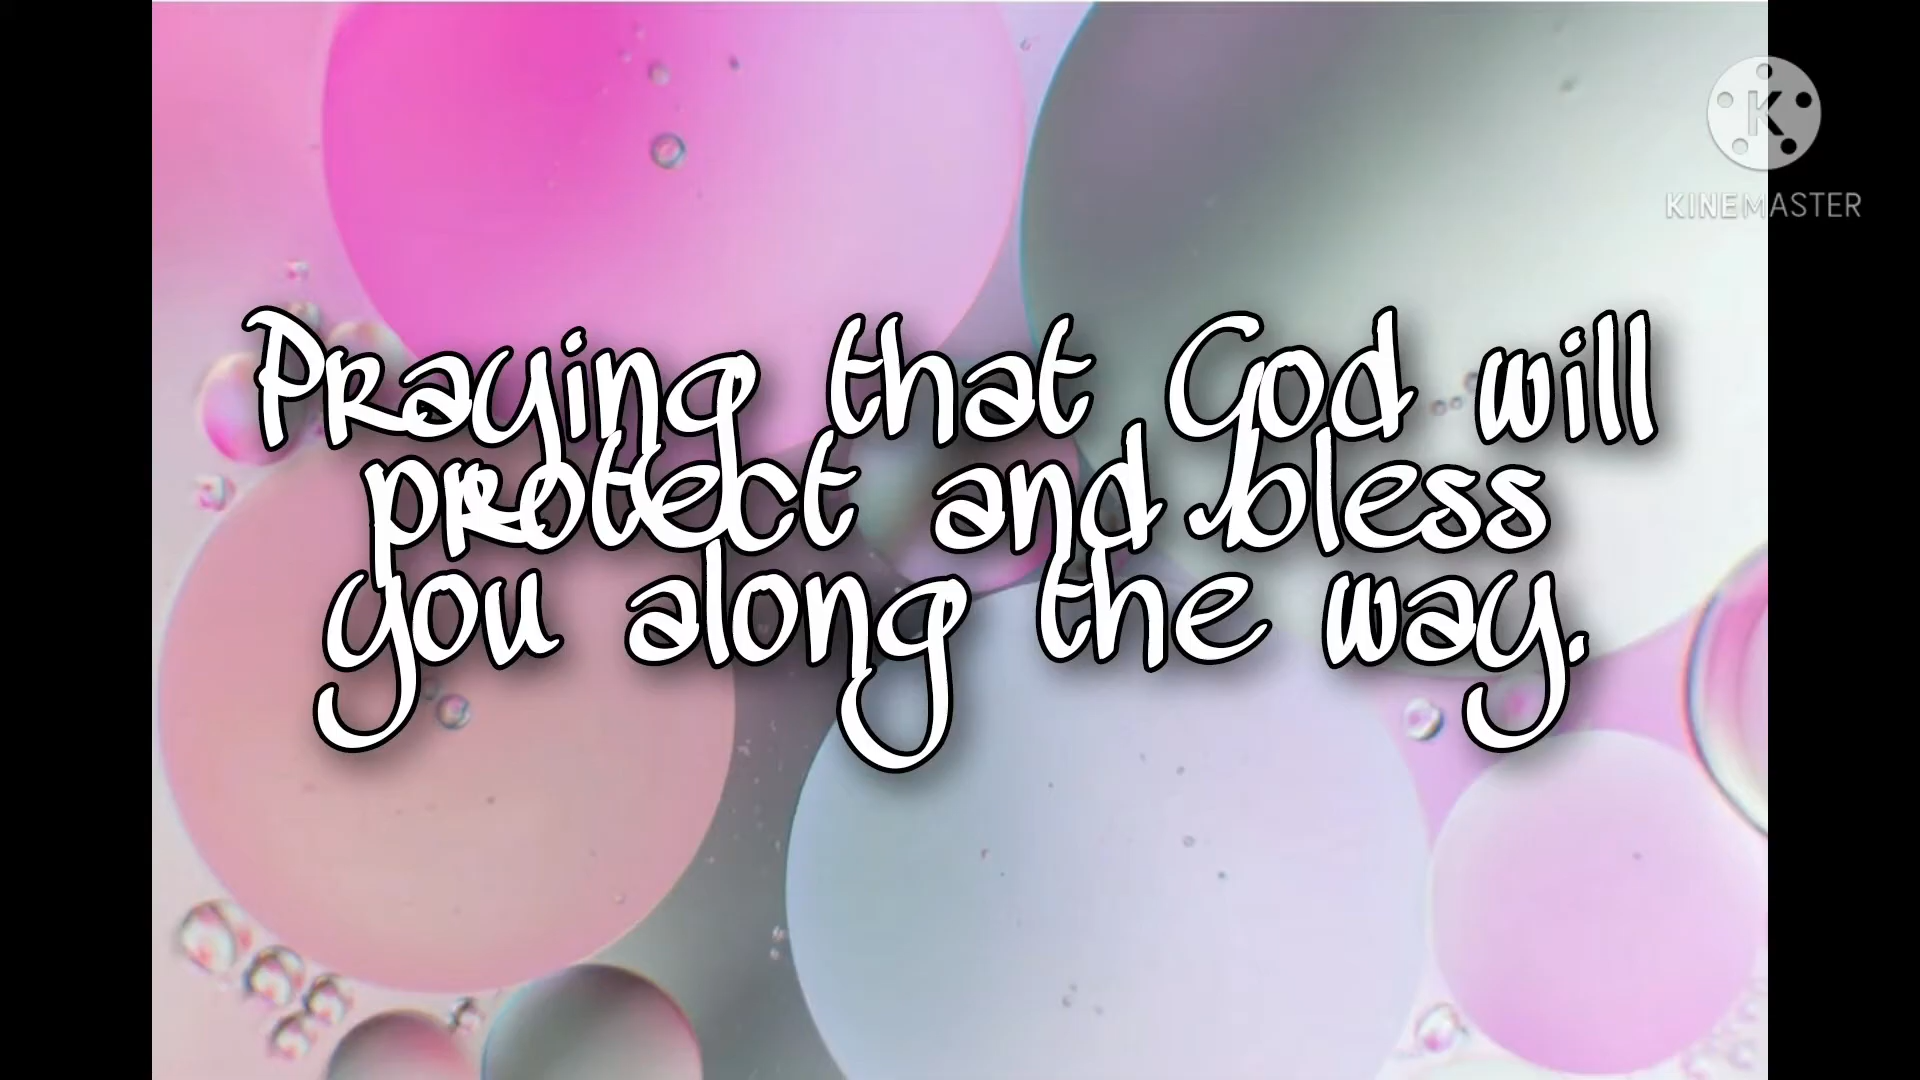 K
KINEMASTER
Praying that God will
protect and bless
you along the way.